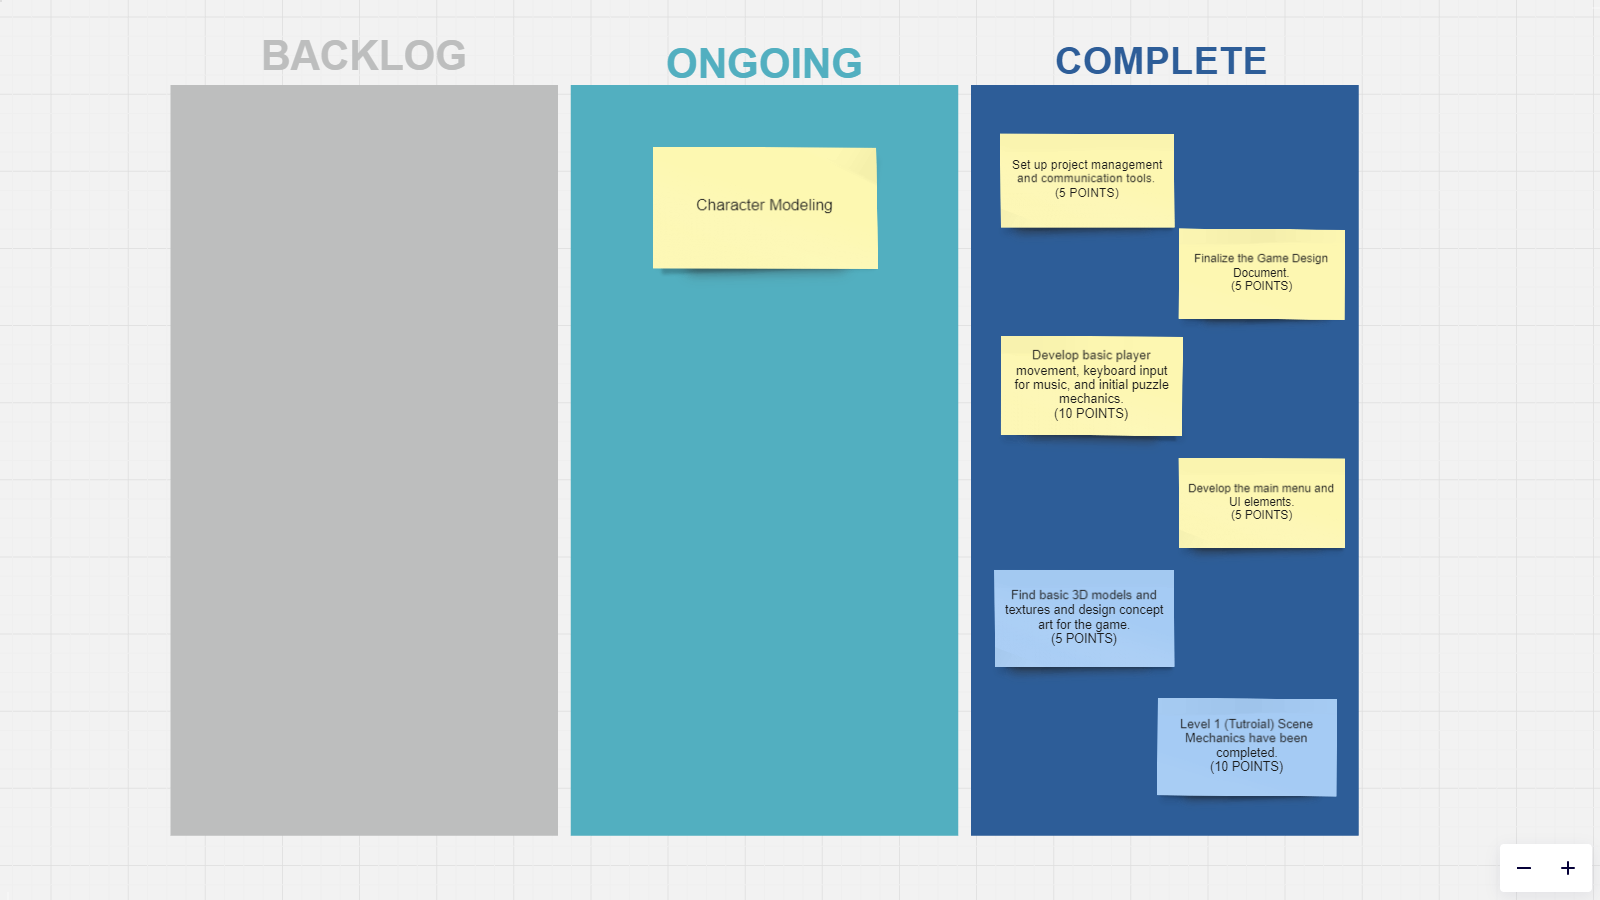 BACKLOG
ONGOING
COMPLETE
Character Modeling
Set up project management
and communication tools.
(5 POINTS)
Finalize the Game Design
Document.
(5 POINTS)
Develop basic player
movement, keyboard input
for music, and initial puzzle
mechanics.
(10 POINTS)
Develop the main menu and
UI elements.
(5 POINTS)
Find basic 3D models and
textures and design concept
art for the game.
(5 POINTS)
Level 1 (Tutroial) Scene
Mechanics have been
completed.
(10 POINTS)